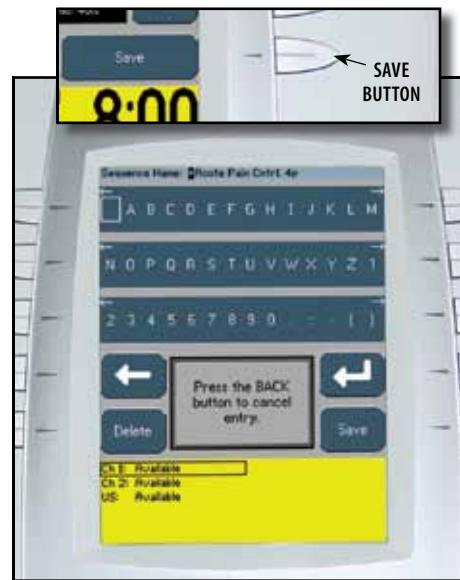 Save
SAVE
BUTTON
8:00
Sequence Name: Acute Pain Cntrl. 4p
A B C D E F G H I J K L M
N O P Q R S T U V W X Y Z 1
2 3 4 5 6 7 8 9 0 . : - ( )
Press the BACK
button to cancel
entry.
Delete
Save
Ch 1: Available
Ch 2: Available
US: Available